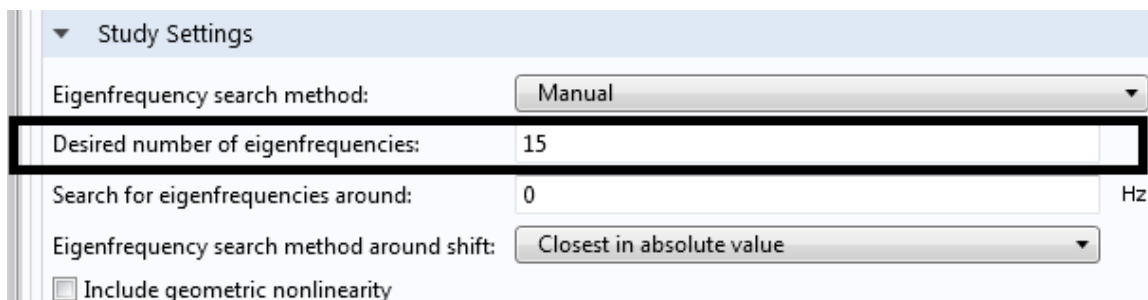 Study Settings
Eigenfrequency search method: Manual
Desired number of eigenfrequencies: 15
Search for eigenfrequencies around: 0 Hz
Eigenfrequency search method around shift: Closest in absolute value
Include geometric nonlinearity